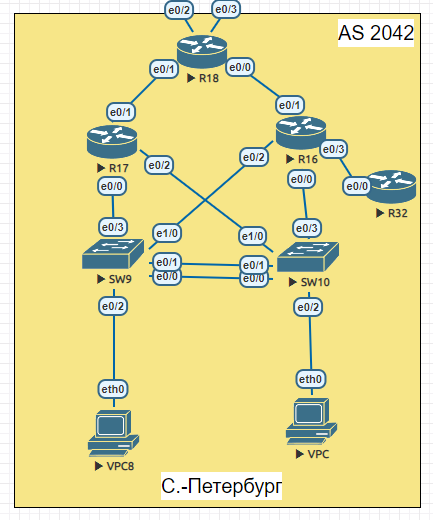 e0/2 e0/3
AS 2042
R18
e0/1 e0/0
e0/1 e0/1
R17 R16
e0/2 e0/2 e0/3
e0/0 e0/0 e0/0
R32
e0/3 e1/0 e1/0 e0/3
e0/1 e0/1
e0/0 e0/0
SW9 SW10
e0/2 e0/2
eth0 eth0
VPC8 VPC
С.-Петербург